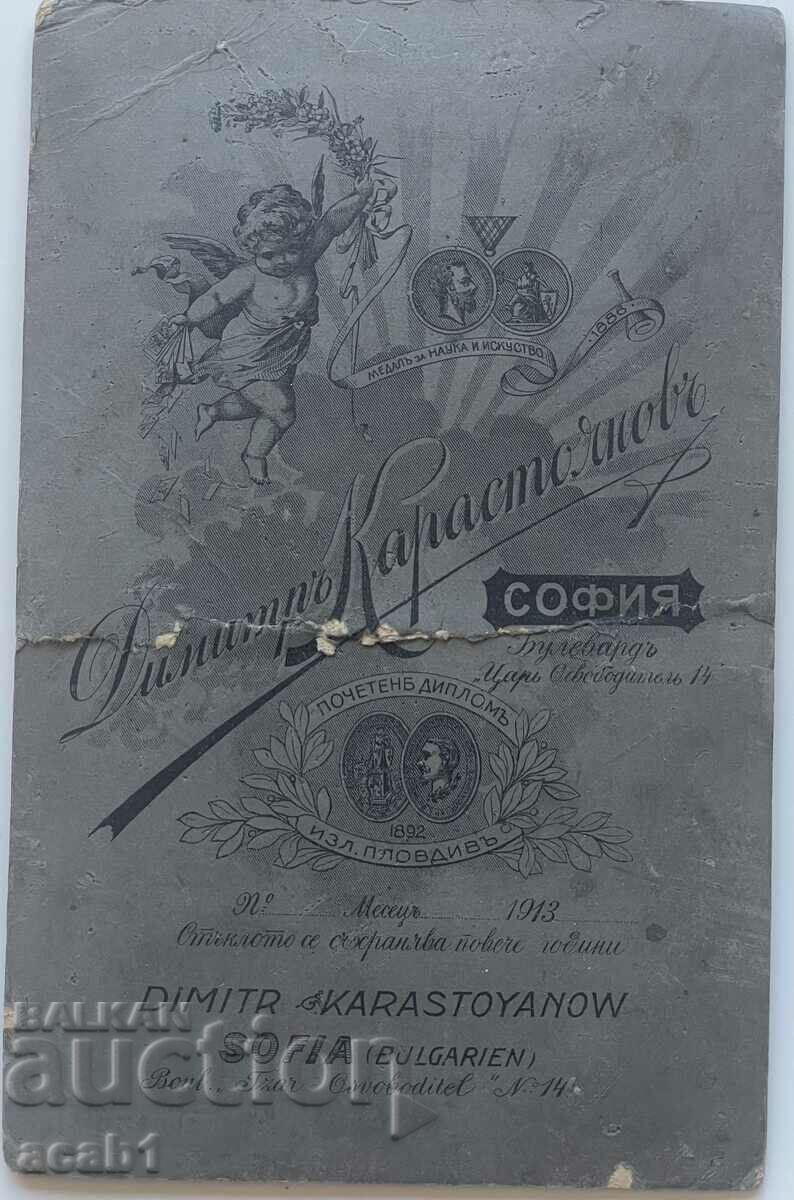 МЕДАЛЪ ЗА НАУКА И ИСКУСТВО
1886
Димитръ Карастояновъ
СОФИЯ
Булевардъ
„Царь Освободитель 14
ПОЧЕТЕНЪ ДИПЛОМЪ
1892
ИЗЛ. ПЛОВДИВЪ
№ Месецъ 1913
Стъклото се съхранява повече години
DIMITR KARASTOYANOW
SOFIA (BULGARIEN)
Boul. „Tzar Osvoboditel" № 14.
BALKAN
auction
acab1